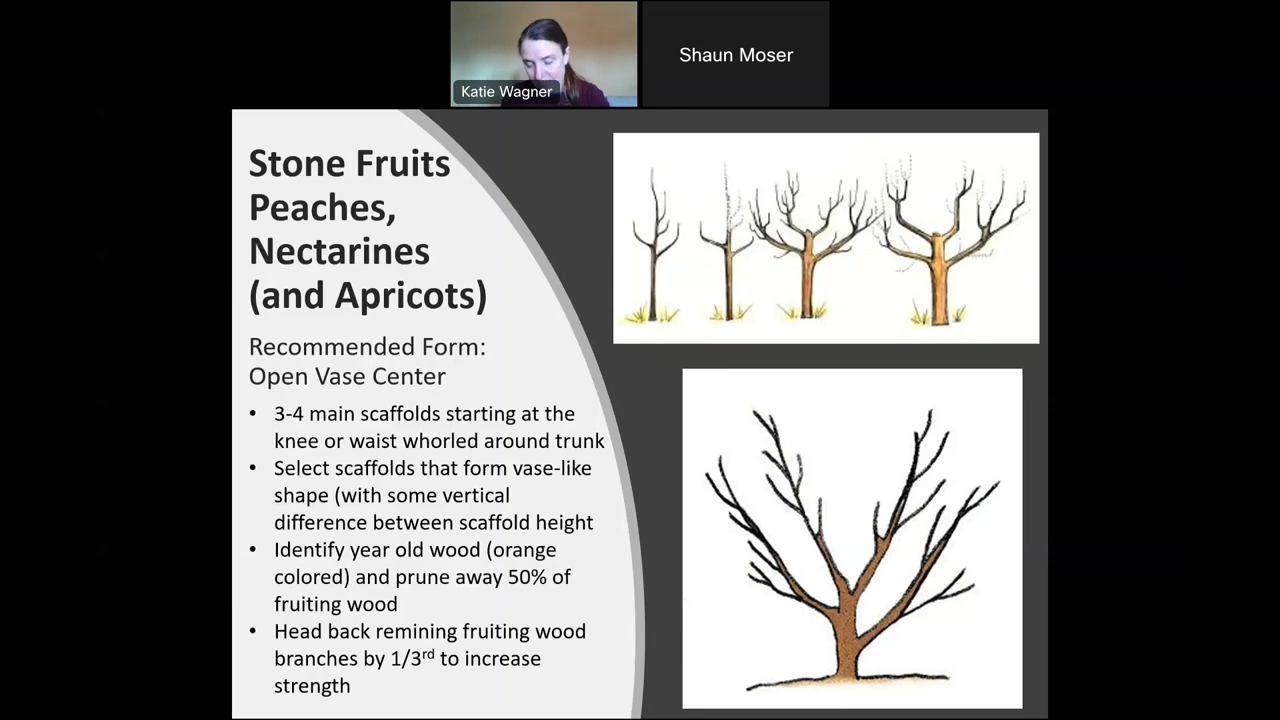 Katie Wagner
Shaun Moser
Stone Fruits
Peaches,
Nectarines
(and Apricots)
Recommended Form:
Open Vase Center
• 3-4 main scaffolds starting at the
knee or waist whorled around trunk
• Select scaffolds that form vase-like
shape (with some vertical
difference between scaffold height
• Identify year old wood (orange
colored) and prune away 50% of
fruiting wood
• Head back remining fruiting wood
branches by 1/3rd to increase
strength